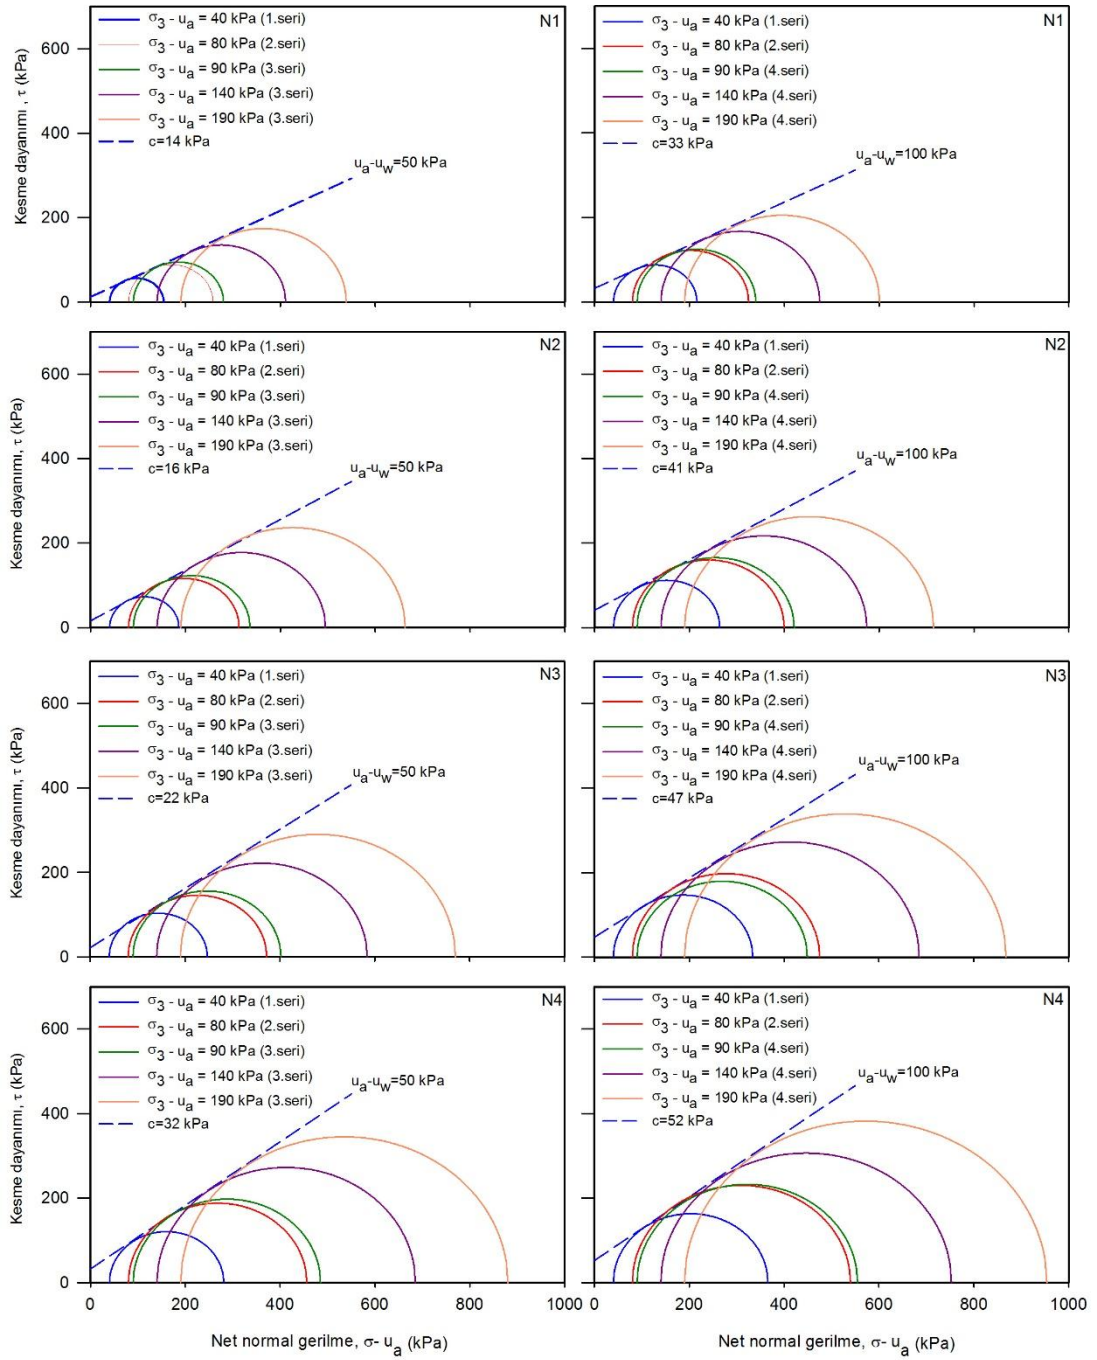 Kesme dayanımı , τ (kPa)
600
400
200
0
N1
σ3 - ua = 40 kPa (1.seri)
σ3 - ua = 80 kPa (2.seri)
σ3 - ua = 90 kPa (3.seri)
σ3 - ua = 140 kPa (3.seri)
σ3 - ua = 190 kPa (3.seri)
c=14 kPa
ua-uw=50 kPa
N1
σ3 - ua = 40 kPa (1.seri)
σ3 - ua = 80 kPa (2.seri)
σ3 - ua = 90 kPa (4.seri)
σ3 - ua = 140 kPa (4.seri)
σ3 - ua = 190 kPa (4.seri)
c=33 kPa
ua-uw=100 kPa
Kesme dayanımı, τ (kPa)
600
400
200
0
N2
σ3 - ua = 40 kPa (1.seri)
σ3 - ua = 80 kPa (2.seri)
σ3 - ua = 90 kPa (3.seri)
σ3 - ua = 140 kPa (3.seri)
σ3 - ua = 190 kPa (3.seri)
c=16 kPa
ua-uw=50 kPa
N2
σ3 - ua = 40 kPa (1.seri)
σ3 - ua = 80 kPa (2.seri)
σ3 - ua = 90 kPa (4.seri)
σ3 - ua = 140 kPa (4.seri)
σ3 - ua = 190 kPa (4.seri)
c=41 kPa
ua-uw=100 kPa
Kesme dayanımı, τ (kPa)
600
400
200
0
N3
σ3 - ua = 40 kPa (1.seri)
σ3 - ua = 80 kPa (2.seri)
σ3 - ua = 90 kPa (3.seri)
σ3 - ua = 140 kPa (3.seri)
σ3 - ua = 190 kPa (3.seri)
c=22 kPa
ua-uw=50 kPa
N3
σ3 - ua = 40 kPa (1.seri)
σ3 - ua = 80 kPa (2.seri)
σ3 - ua = 90 kPa (4.seri)
σ3 - ua = 140 kPa (4.seri)
σ3 - ua = 190 kPa (4.seri)
c=47 kPa
ua-uw=100 kPa
Kesme dayanımı, τ (kPa)
600
400
200
0
N4
σ3 - ua = 40 kPa (1.seri)
σ3 - ua = 80 kPa (2.seri)
σ3 - ua = 90 kPa (3.seri)
σ3 - ua = 140 kPa (3.seri)
σ3 - ua = 190 kPa (3.seri)
c=32 kPa
ua-uw=50 kPa
N4
σ3 - ua = 40 kPa (1.seri)
σ3 - ua = 80 kPa (2.seri)
σ3 - ua = 90 kPa (4.seri)
σ3 - ua = 140 kPa (4.seri)
σ3 - ua = 190 kPa (4.seri)
c=52 kPa
ua-uw=100 kPa
0 200 400 600 800 1000 0 200 400 600 800 1000
Net normal gerilme, σ- ua (kPa)
Net normal gerilme, σ- ua (kPa)